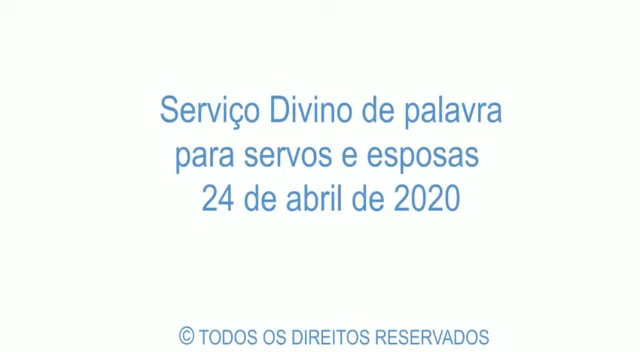 Serviço Divino de palavra
para servos e esposas
24 de abril de 2020
© TODOS OS DIREITOS RESERVADOS